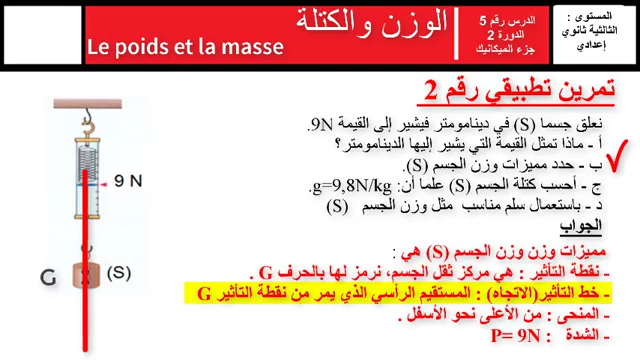 المستوى :
الثالثية ثانوي
إعدادي
الدرس رقم 5
الدورة 2
جزء الميكانيك
الوزن والكتلة
Le poids et la masse
تمرين تطبيقي رقم 2
نعلق جسما (S) في دينامومتر فيشير إلى القيمة 9N.
أ - ماذا تمثل القيمة التي يشير إليها الدينامومتر؟
ب - حدد مميزات وزن الجسم (S).
ج - أحسب كتلة الجسم (S) علما أن: g=9,8N/kg.
د - باستعمال سلم مناسب مثل وزن الجسم (S)
الجواب
مميزات وزن وزن الجسم (S) هي :
- نقطة التأثير : هي مركز ثقل الجسم، نرمز لها بالحرف G .
- خط التأثير(الاتجاه) : المستقيم الرأسي الذي يمر من نقطة التأثير G
- المنحى : من الأعلى نحو الأسفل .
- الشدة : P= 9N
9 N
G
(S)